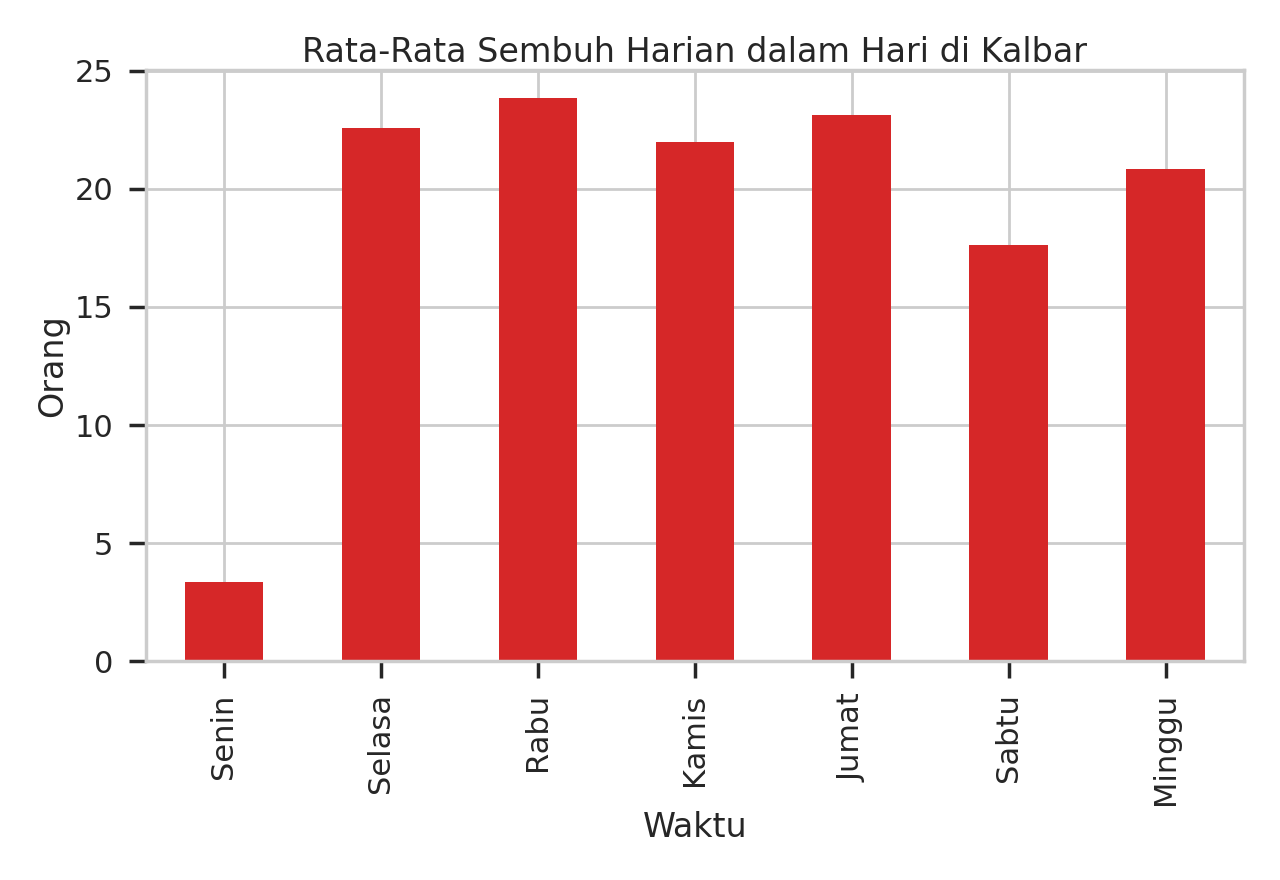 Rata-Rata Sembuh Harian dalam Hari di Kalbar
25
20
15
10
5
0
Orang
Senin
Selasa
Rabu
Kamis
Jumat
Sabtu
Minggu
Waktu